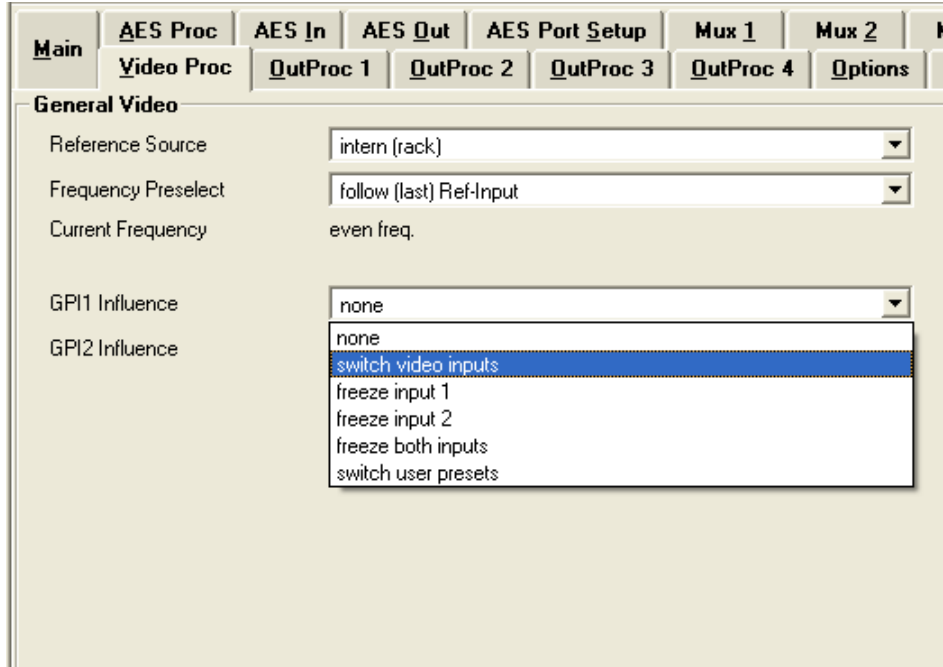 Main
AES Proc
AES In
AES Out
AES Port Setup
Mux 1
Mux 2
Video Proc
OutProc 1
OutProc 2
OutProc 3
OutProc 4
Options
General Video
Reference Source
intern (rack)
Frequency Preselect
follow (last) Ref-Input
Current Frequency
even freq.
GPI1 Influence
none
GPI2 Influence
none
switch video inputs
freeze input 1
freeze input 2
freeze both inputs
switch user presets